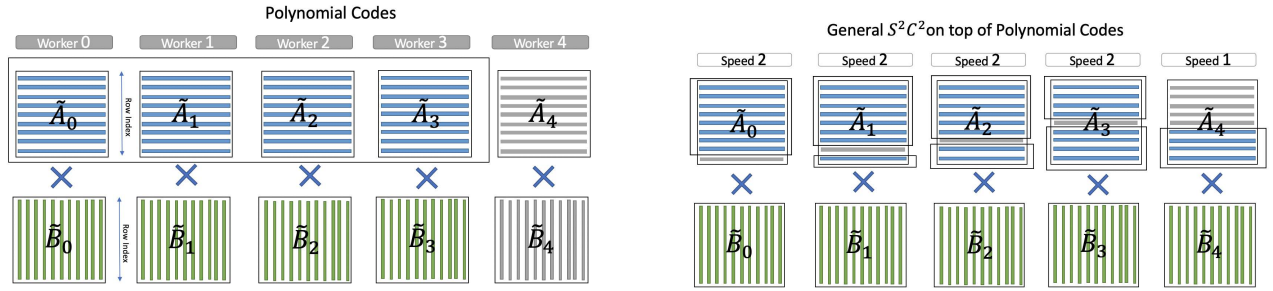 Polynomial Codes
Worker 0 Worker 1 Worker 2 Worker 3 Worker 4
Ã₀ Ã₁ Ã₂ Ã₃ Ã₄
Row Index
B̃₀ B̃₁ B̃₂ B̃₃ B̃₄
Row Index
General S²C² on top of Polynomial Codes
Speed 2 Speed 2 Speed 2 Speed 2 Speed 1
Ã₀ Ã₁ Ã₂ Ã₃ Ã₄
B̃₀ B̃₁ B̃₂ B̃₃ B̃₄